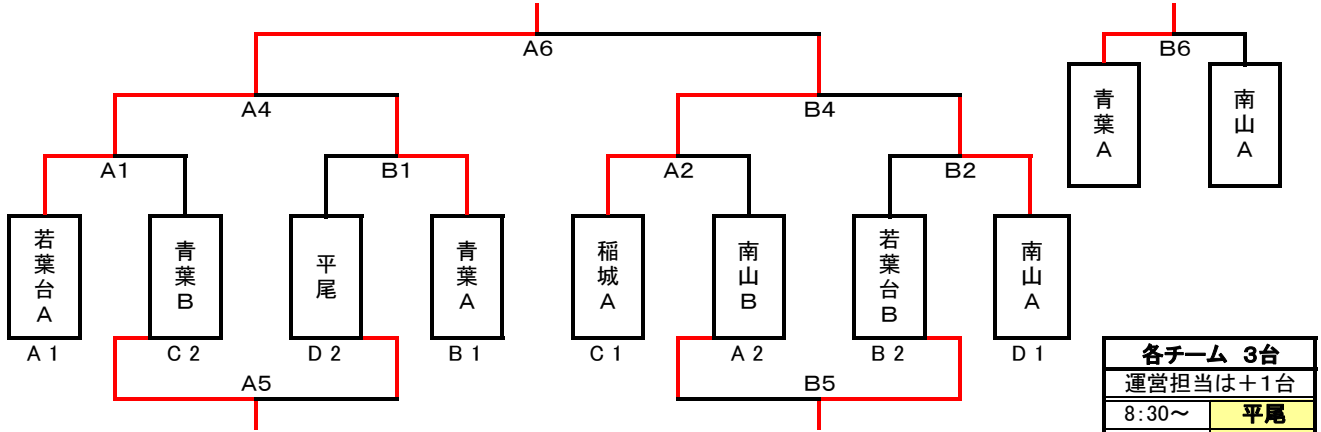 A6
B6
青葉A
南山A
A4
B4
A1
B1
A2
B2
若葉台A
青葉B
平尾
青葉A
稲城A
南山B
若葉台B
南山A
A1
C2
D2
B1
C1
A2
B2
D1
A5
B5
各チーム 3台
運営担当は+1台
8:30~ 平尾